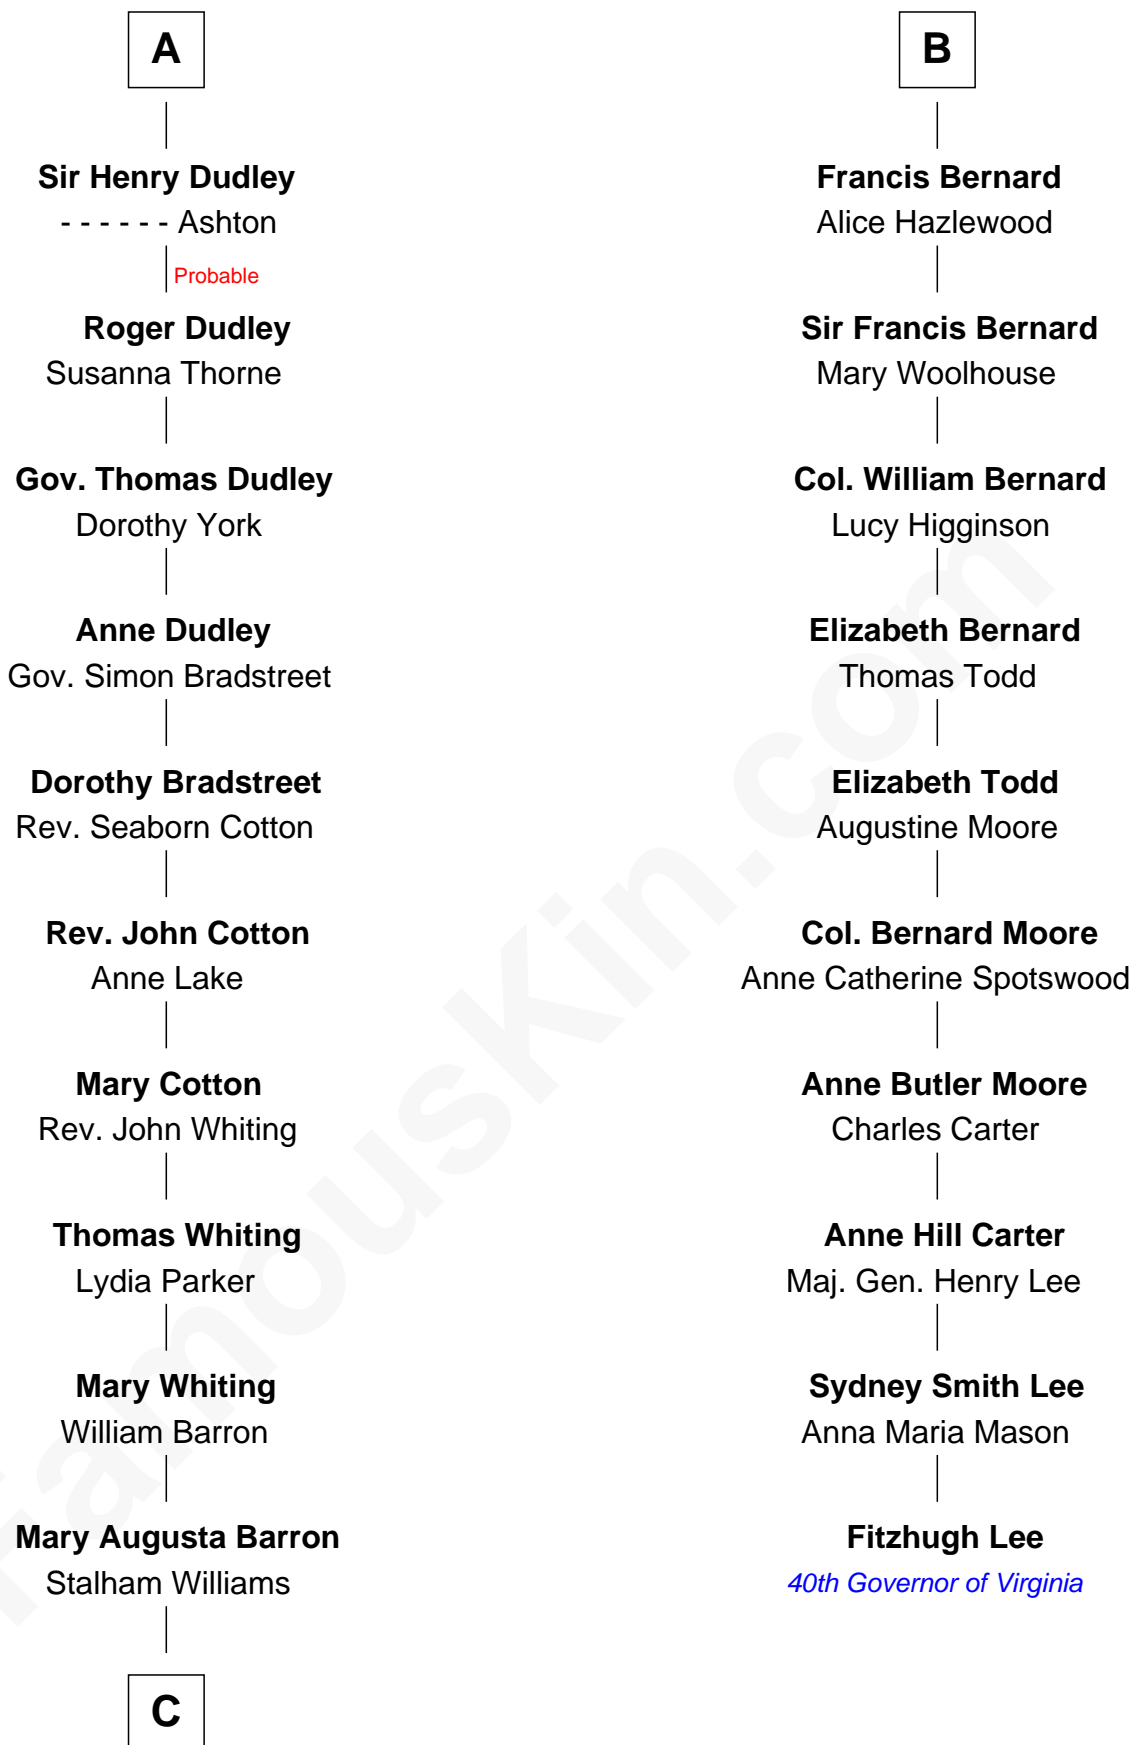 A
Sir Henry Dudley
- - - - - - Ashton
Probable
Roger Dudley
Susanna Thorne
Gov. Thomas Dudley
Dorothy York
Anne Dudley
Gov. Simon Bradstreet
Dorothy Bradstreet
Rev. Seaborn Cotton
Rev. John Cotton
Anne Lake
Mary Cotton
Rev. John Whiting
Thomas Whiting
Lydia Parker
Mary Whiting
William Barron
Mary Augusta Barron
Stalham Williams
C
B
Francis Bernard
Alice Hazlewood
Sir Francis Bernard
Mary Woolhouse
Col. William Bernard
Lucy Higginson
Elizabeth Bernard
Thomas Todd
Elizabeth Todd
Augustine Moore
Col. Bernard Moore
Anne Catherine Spotswood
Anne Butler Moore
Charles Carter
Anne Hill Carter
Maj. Gen. Henry Lee
Sydney Smith Lee
Anna Maria Mason
Fitzhugh Lee
40th Governor of Virginia
FamousKin.com